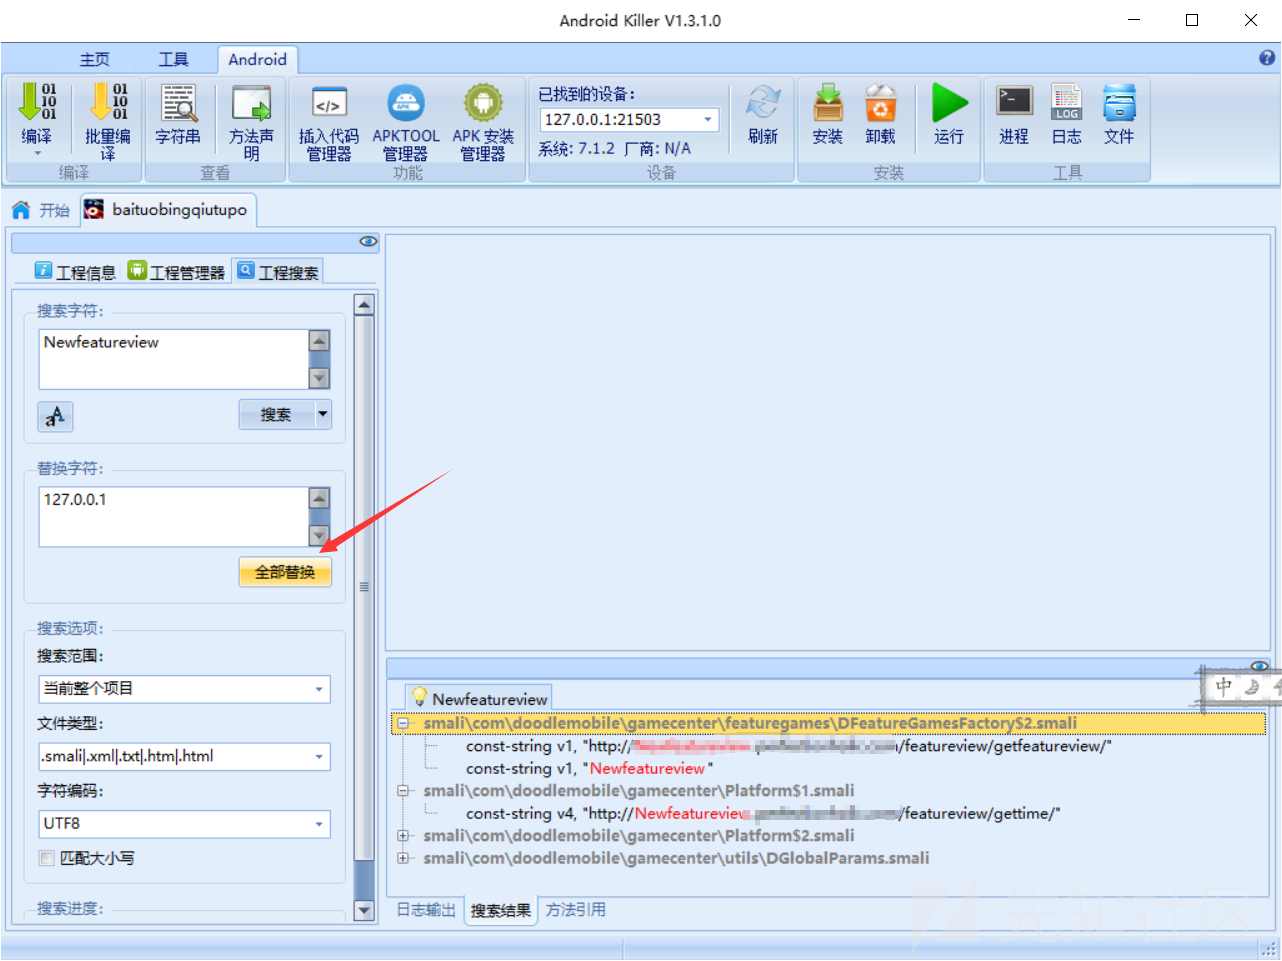 Android Killer V1.3.1.0
主页
工具
Android
编译
批量编译
编译
字符串
方法声明
查看
插入代码管理器
APKTOOL管理器
APK 安装管理器
功能
已找到的设备:
127.0.0.1:21503
系统: 7.1.2 厂商: N/A
刷新
设备
安装
卸载
运行
安装
进程
日志
文件
工具
开始
baituobingqiutupo
工程信息
工程管理器
工程搜索
搜索字符:
Newfeatureview
搜索
替换字符:
127.0.0.1
全部替换
搜索选项:
搜索范围:
当前整个项目
文件类型:
.smali|.xml|.txt|.htm|.html
字符编码:
UTF8
匹配大小写
搜索进度:
Newfeatureview
smali\com\doodlemobile\gamecenter\featuregames\DFeatureGamesFactory$2.smali
const-string v1, "http:// /featureview/getfeatureview/"
const-string v1, "Newfeatureview"
smali\com\doodlemobile\gamecenter\Platform$1.smali
const-string v4, "http://Newfeatureview /featureview/gettime/"
smali\com\doodlemobile\gamecenter\Platform$2.smali
smali\com\doodlemobile\gamecenter\utils\DGlobalParams.smali
日志输出
搜索结果
方法引用
中
先知社区